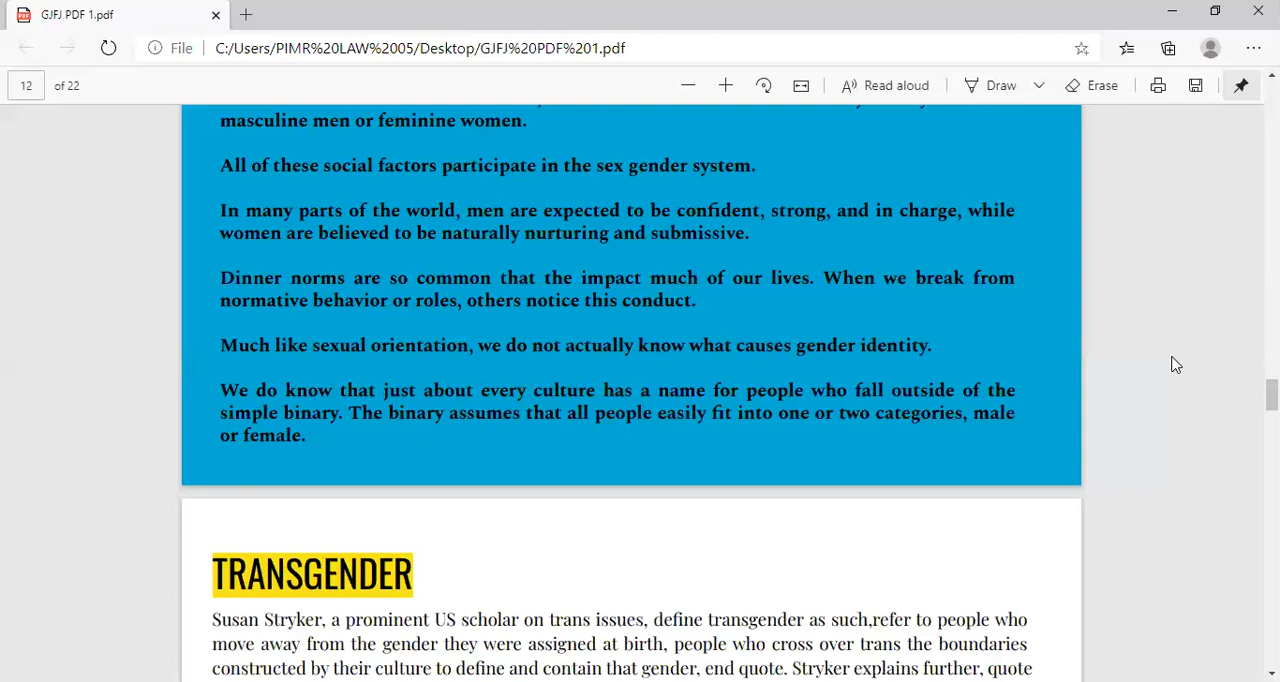 GJFJ PDF 1.pdf
File
C:/Users/PIMR%20LAW%2005/Desktop/GJFJ%20PDF%201.pdf
12 of 22
Read aloud
Draw
Erase
masculine men or feminine women.
All of these social factors participate in the sex gender system.
In many parts of the world, men are expected to be confident, strong, and in charge, while
women are believed to be naturally nurturing and submissive.
Dinner norms are so common that the impact much of our lives. When we break from
normative behavior or roles, others notice this conduct.
Much like sexual orientation, we do not actually know what causes gender identity.
We do know that just about every culture has a name for people who fall outside of the
simple binary. The binary assumes that all people easily fit into one or two categories, male
or female.
TRANSGENDER
Susan Stryker, a prominent US scholar on trans issues, define transgender as such,refer to people who
move away from the gender they were assigned at birth, people who cross over trans the boundaries
constructed by their culture to define and contain that gender, end quote. Stryker explains further, quote